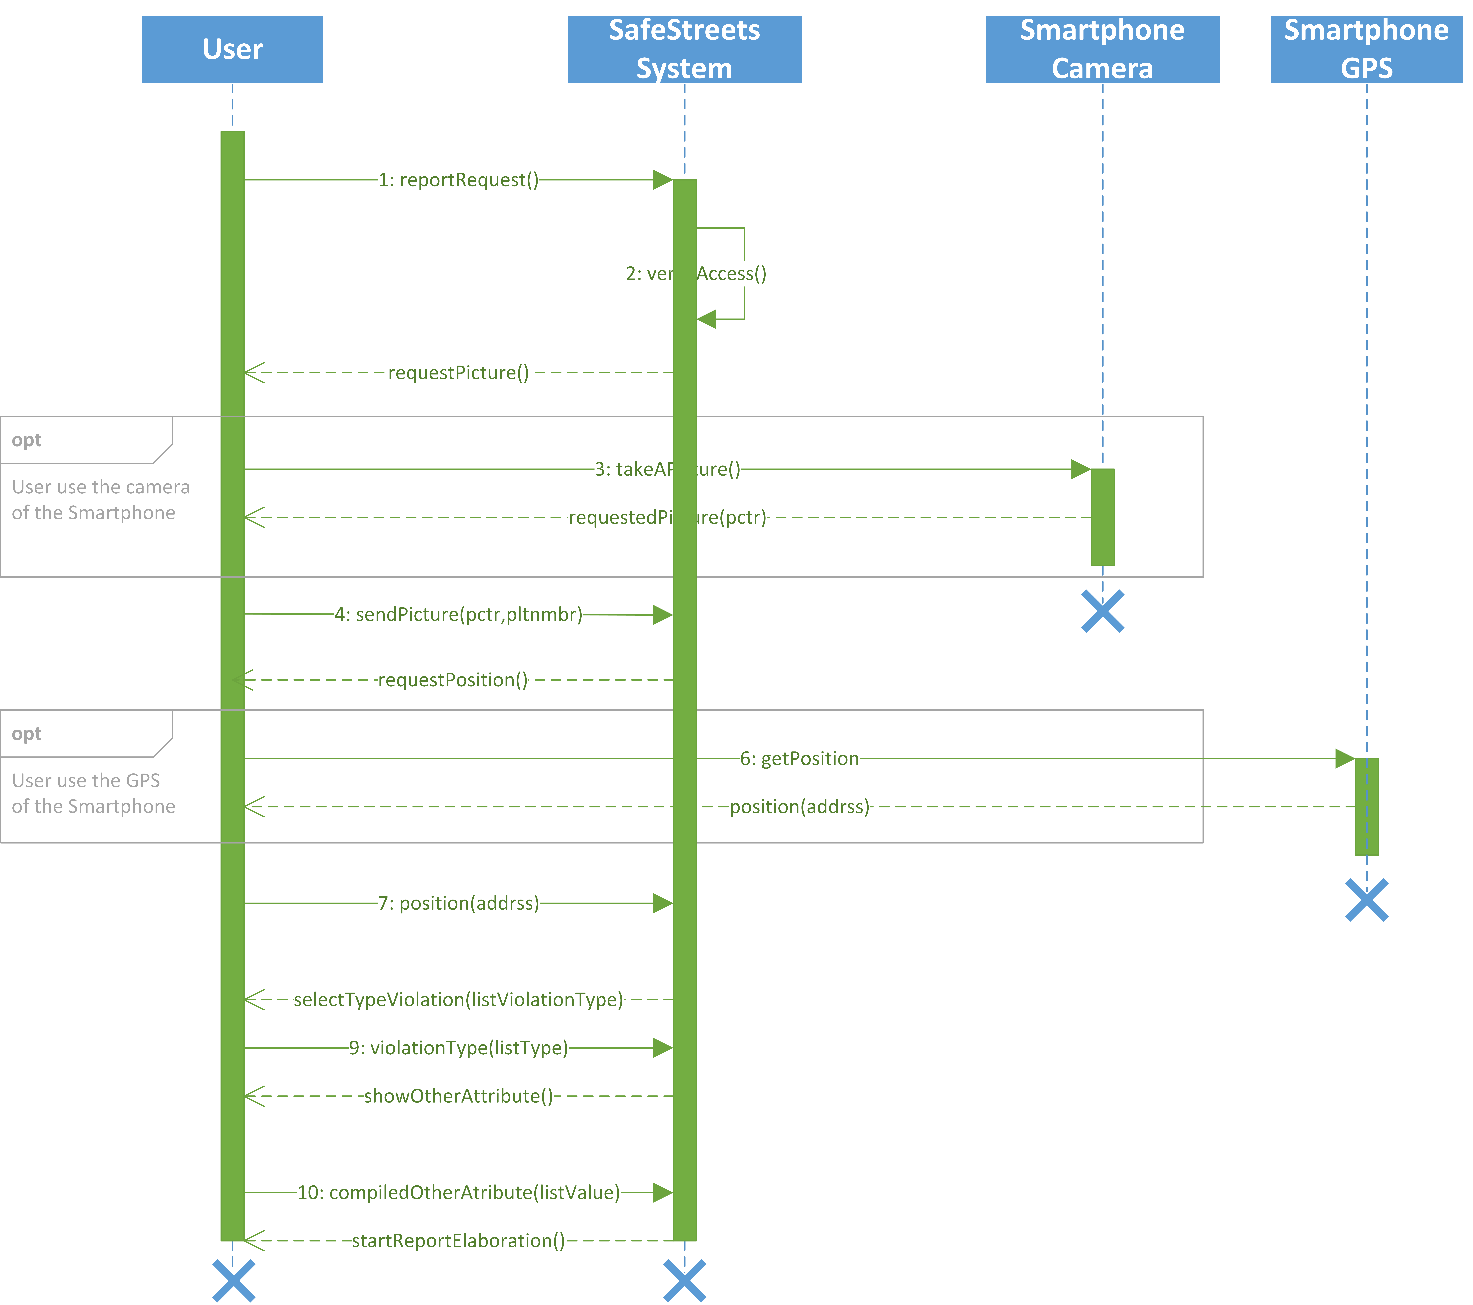 User
SafeStreets
System
Smartphone
Camera
Smartphone
GPS
1: reportRequest()
2: ver Access()
requestPicture()
opt
User use the camera
of the Smartphone
3: takeAP ture()
requestedPi ure(pctr)
4: sendPicture(pctr,pltnmbr)
requestPosition()
opt
User use the GPS
of the Smartphone
6: getPosition
position(addrss)
7: position(addrss)
selectTypeViolation(listViolationType)
9: violationType(listType)
showOtherAttribute()
10: compiledOtherAtribute(listValue)
startReportElaboration()